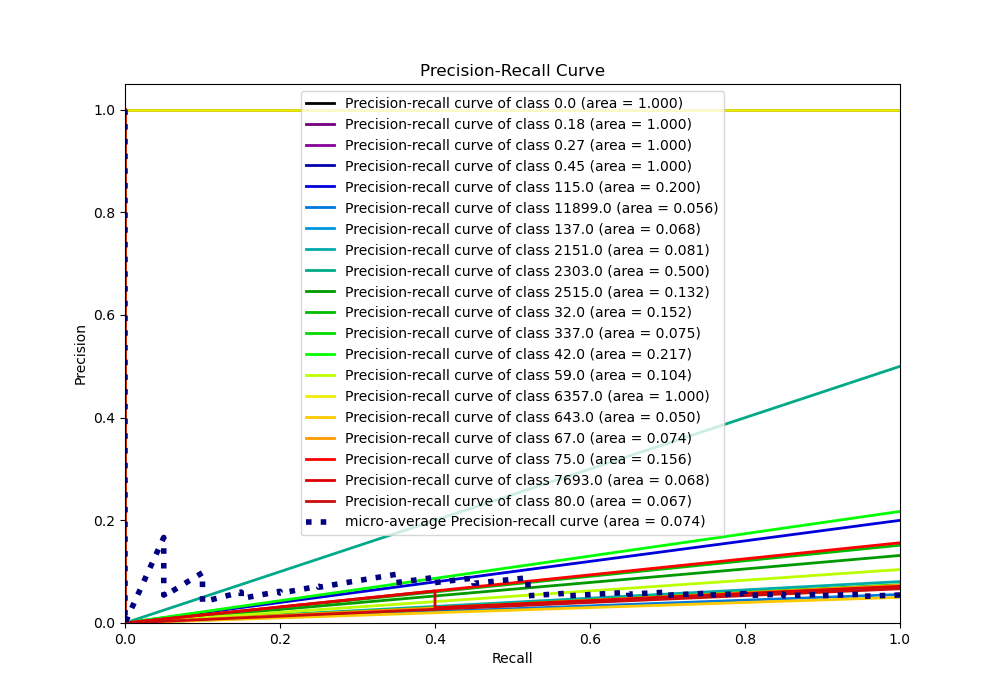 Precision-Recall Curve
1.0
0.8
0.6
0.4
0.2
0.0
Precision
Precision-recall curve of class 0.0 (area = 1.000)
Precision-recall curve of class 0.18 (area = 1.000)
Precision-recall curve of class 0.27 (area = 1.000)
Precision-recall curve of class 0.45 (area = 1.000)
Precision-recall curve of class 115.0 (area = 0.200)
Precision-recall curve of class 11899.0 (area = 0.056)
Precision-recall curve of class 137.0 (area = 0.068)
Precision-recall curve of class 2151.0 (area = 0.081)
Precision-recall curve of class 2303.0 (area = 0.500)
Precision-recall curve of class 2515.0 (area = 0.132)
Precision-recall curve of class 32.0 (area = 0.152)
Precision-recall curve of class 337.0 (area = 0.075)
Precision-recall curve of class 42.0 (area = 0.217)
Precision-recall curve of class 59.0 (area = 0.104)
Precision-recall curve of class 6357.0 (area = 1.000)
Precision-recall curve of class 643.0 (area = 0.050)
Precision-recall curve of class 67.0 (area = 0.074)
Precision-recall curve of class 75.0 (area = 0.156)
Precision-recall curve of class 7693.0 (area = 0.068)
Precision-recall curve of class 80.0 (area = 0.067)
micro-average Precision-recall curve (area = 0.074)
0.0 0.2 0.4 0.6 0.8 1.0
Recall